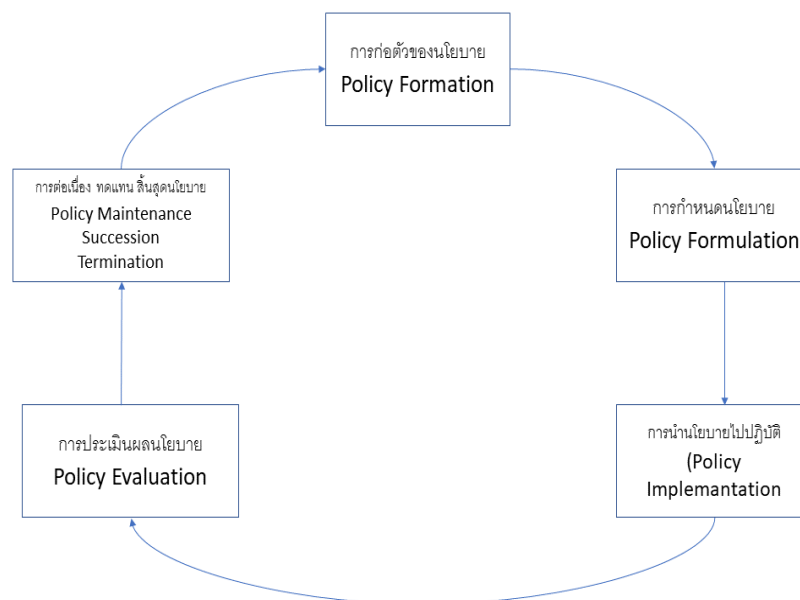 การก่อตัวของนโยบาย
Policy Formation
การกำหนดนโยบาย
Policy Formulation
การนำนโยบายไปปฏิบัติ
(Policy
Implemantation
การประเมินผลนโยบาย
Policy Evaluation
การต่อเนื่อง ทดแทน สิ้นสุดนโยบาย
Policy Maintenance
Succession
Termination